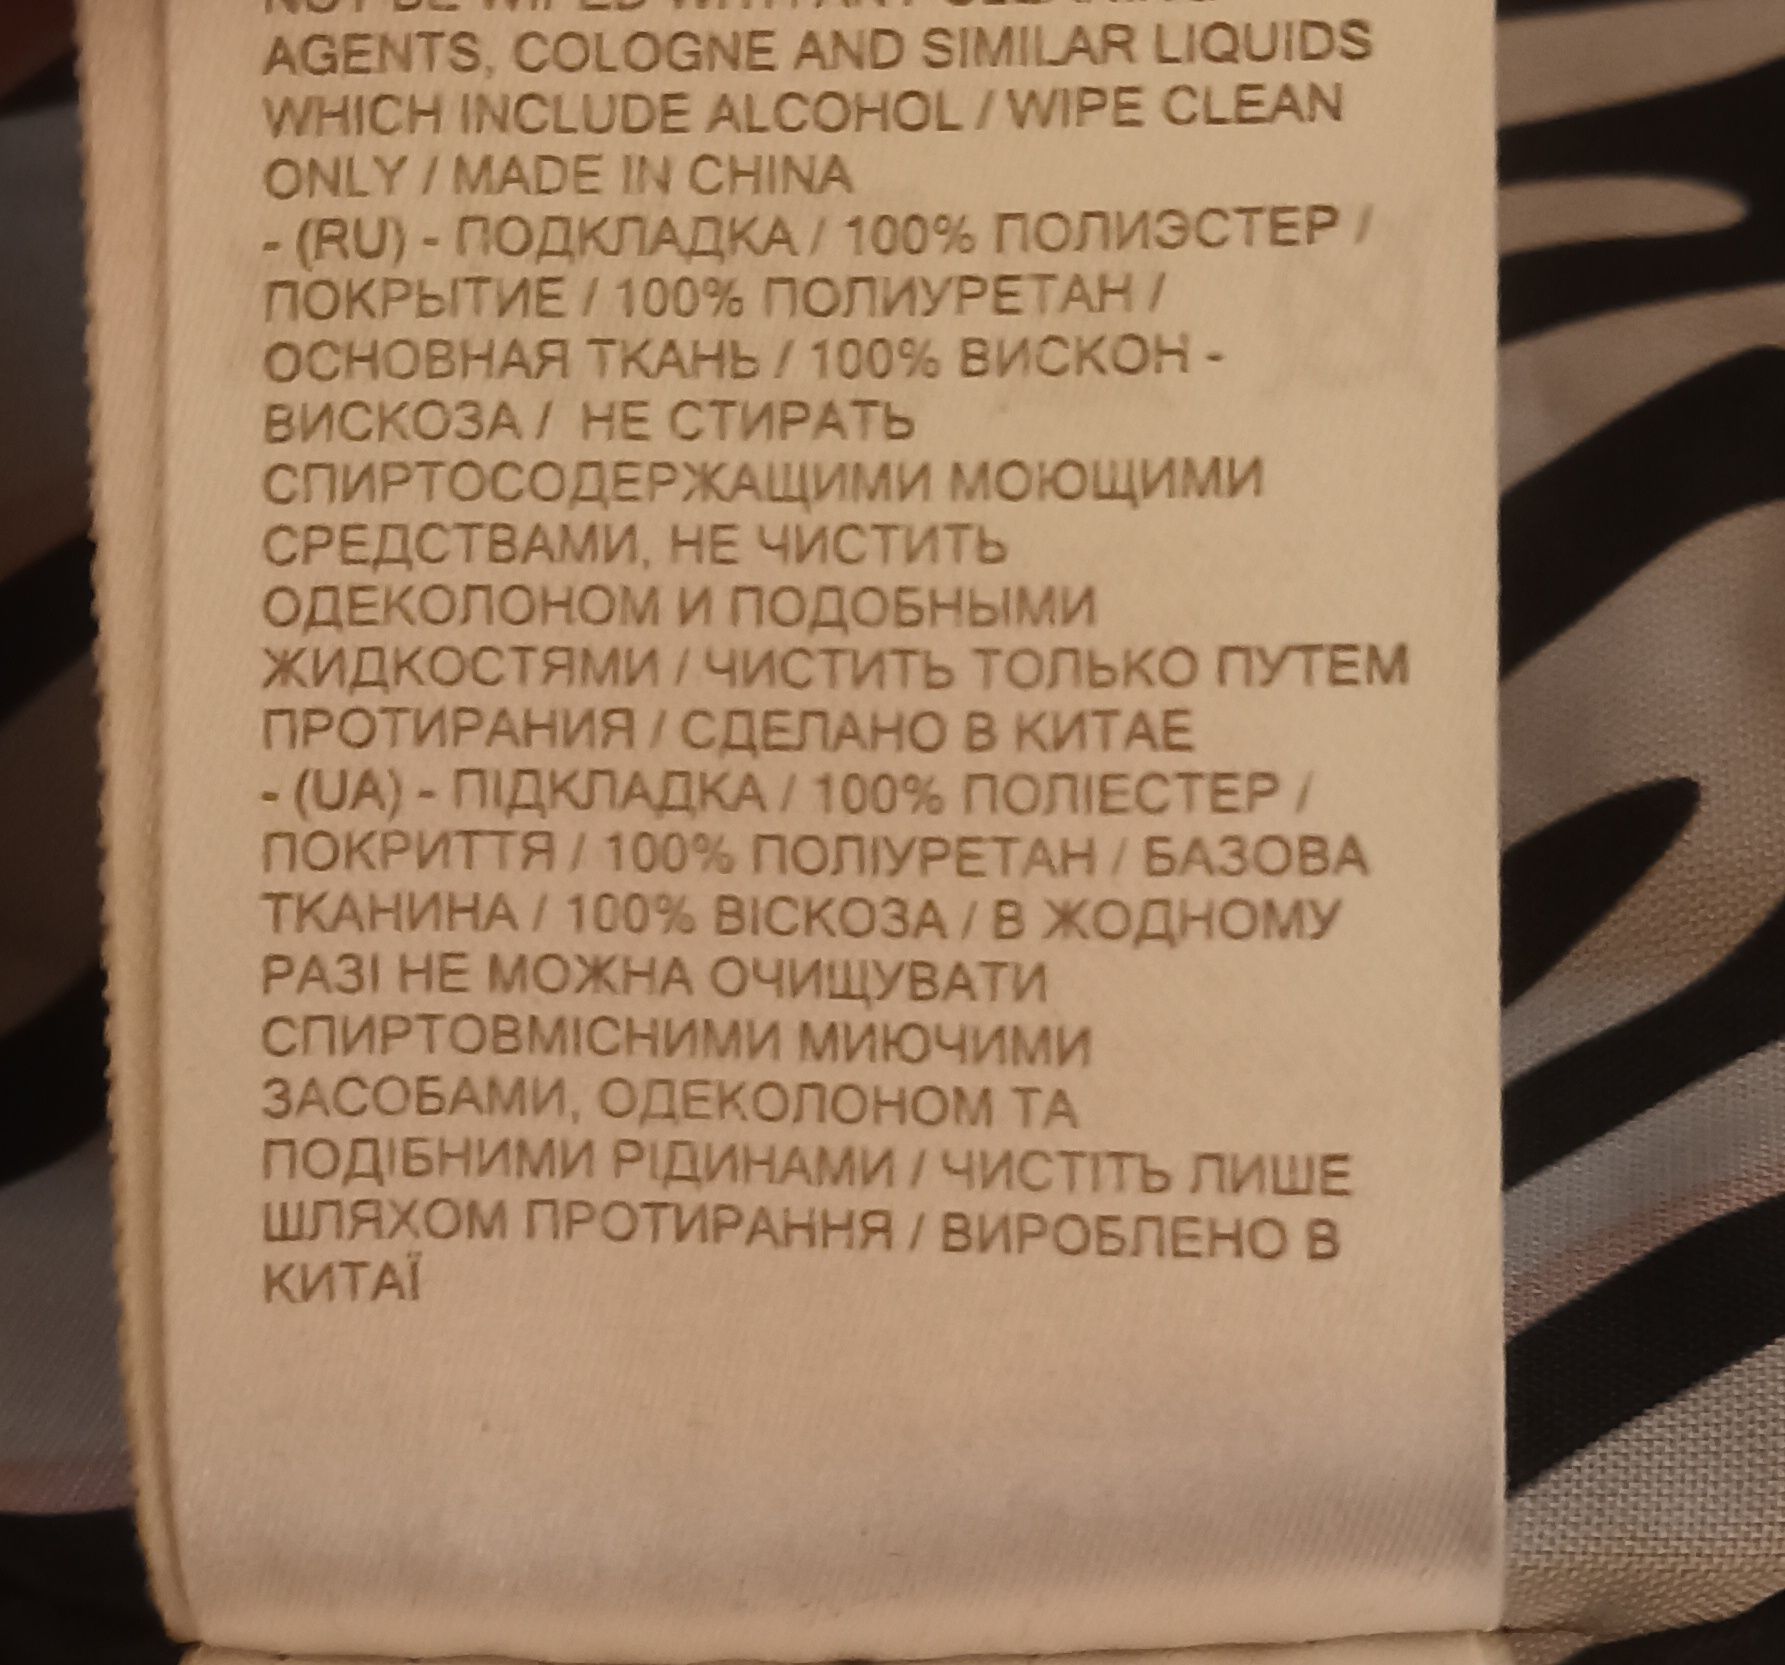 AGENTS, COLOGNE AND SIMILAR LIQUIDS
WHICH INCLUDE ALCOHOL / WIPE CLEAN
ONLY / MADE IN CHINA
- (RU) - ПОДКЛАДКА / 100% ПОЛИЭСТЕР /
ПОКРЫТИЕ / 100% ПОЛИУРЕТАН /
ОСНОВНАЯ ТКАНЬ / 100% ВИСКОН -
ВИСКОЗА / НЕ СТИРАТЬ
СПИРТОСОДЕРЖАЩИМИ МОЮЩИМИ
СРЕДСТВАМИ, НЕ ЧИСТИТЬ
ОДЕКОЛОНОМ И ПОДОБНЫМИ
ЖИДКОСТЯМИ / ЧИСТИТЬ ТОЛЬКО ПУТЕМ
ПРОТИРАНИЯ / СДЕЛАНО В КИТАЕ
- (UA) - ПІДКЛАДКА / 100% ПОЛІЕСТЕР /
ПОКРИТТЯ / 100% ПОЛІУРЕТАН / БАЗОВА
ТКАНИНА / 100% ВІСКОЗА / В ЖОДНОМУ
РАЗІ НЕ МОЖНА ОЧИЩУВАТИ
СПИРТОВМІСНИМИ МИЮЧИМИ
ЗАСОБАМИ, ОДЕКОЛОНОМ ТА
ПОДІБНИМИ РІДИНАМИ / ЧИСТІТЬ ЛИШЕ
ШЛЯХОМ ПРОТИРАННЯ / ВИРОБЛЕНО В
КИТАЇ